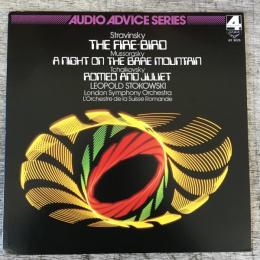 AUDIO ADVICE SERIES
4
Stravinsky
THE FIRE-BIRD
Mussorgsky
A NIGHT ON THE BARE MOUNTAIN
Tchaikovsky
ROMEO AND JULIET
LEOPOLD STOKOWSKI
London Symphony Orchestra
L'Orchestre de la Suisse Romande